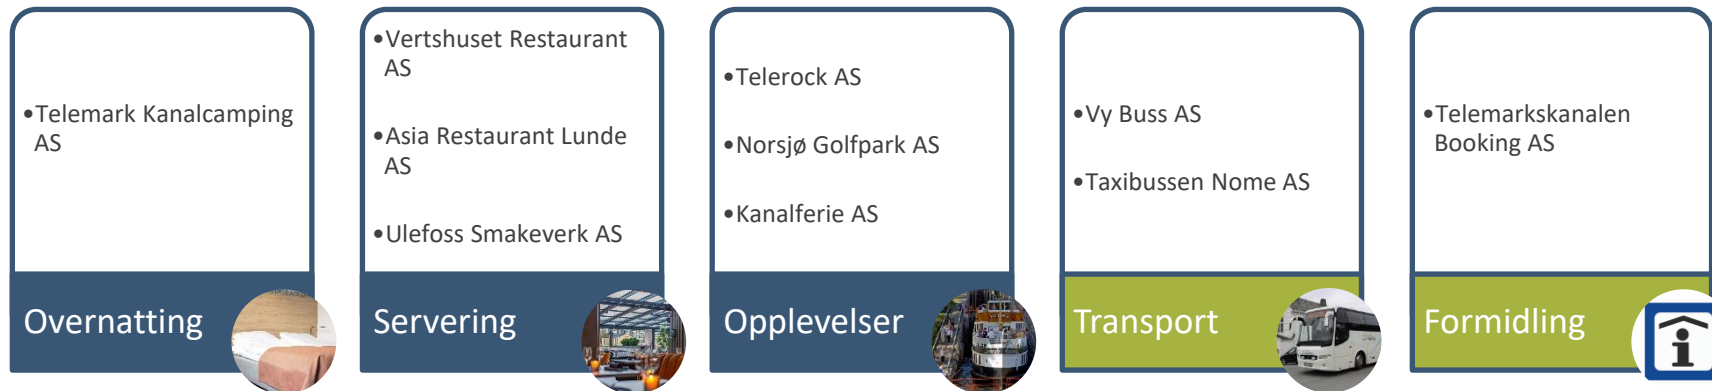 •Telemark Kanalcamping
AS
Overnatting
•Vertshuset Restaurant
AS
•Asia Restaurant Lunde
AS
•Ulefoss Smakeverk AS
Servering
•Telerock AS
•Norsjø Golfpark AS
•Kanalferie AS
Opplevelser
•Vy Buss AS
•Taxibussen Nome AS
Transport
•Telemarkskanalen
Booking AS
Formidling
i